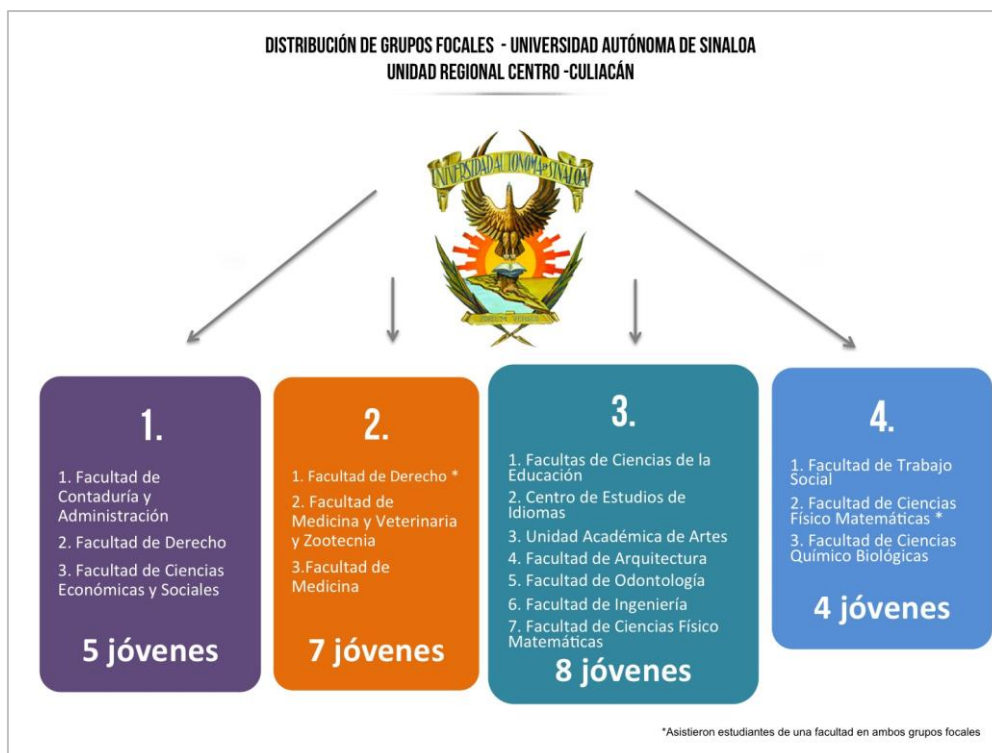 DISTRIBUCIÓN DE GRUPOS FOCALES - UNIVERSIDAD AUTÓNOMA DE SINALOA
UNIDAD REGIONAL CENTRO -CULIACÁN
UNIVERSIDAD AUTONOMA DE SINALOA
1.
1. Facultad de
Contaduría y
Administración
2. Facultad de Derecho
3. Facultad de Ciencias
Económicas y Sociales
5 jóvenes
2.
1. Facultad de Derecho *
2. Facultad de
Medicina y Veterinaria
y Zootecnia
3.Facultad de
Medicina
7 jóvenes
3.
1. Facultas de Ciencias de la
Educación
2. Centro de Estudios de
Idiomas
3. Unidad Académica de Artes
4. Facultad de Arquitectura
5. Facultad de Odontología
6. Facultad de Ingeniería
7. Facultad de Ciencias Físico
Matemáticas
8 jóvenes
4.
1. Facultad de Trabajo
Social
2. Facultad de Ciencias
Físico Matemáticas *
3. Facultad de Ciencias
Químico Biológicas
4 jóvenes
*Asistieron estudiantes de una facultad en ambos grupos focales